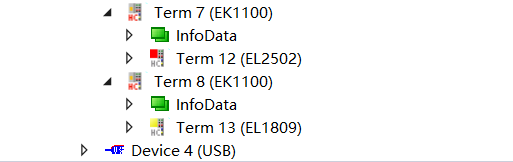 Term 7 (EK1100)
InfoData
Term 12 (EL2502)
Term 8 (EK1100)
InfoData
Term 13 (EL1809)
Device 4 (USB)